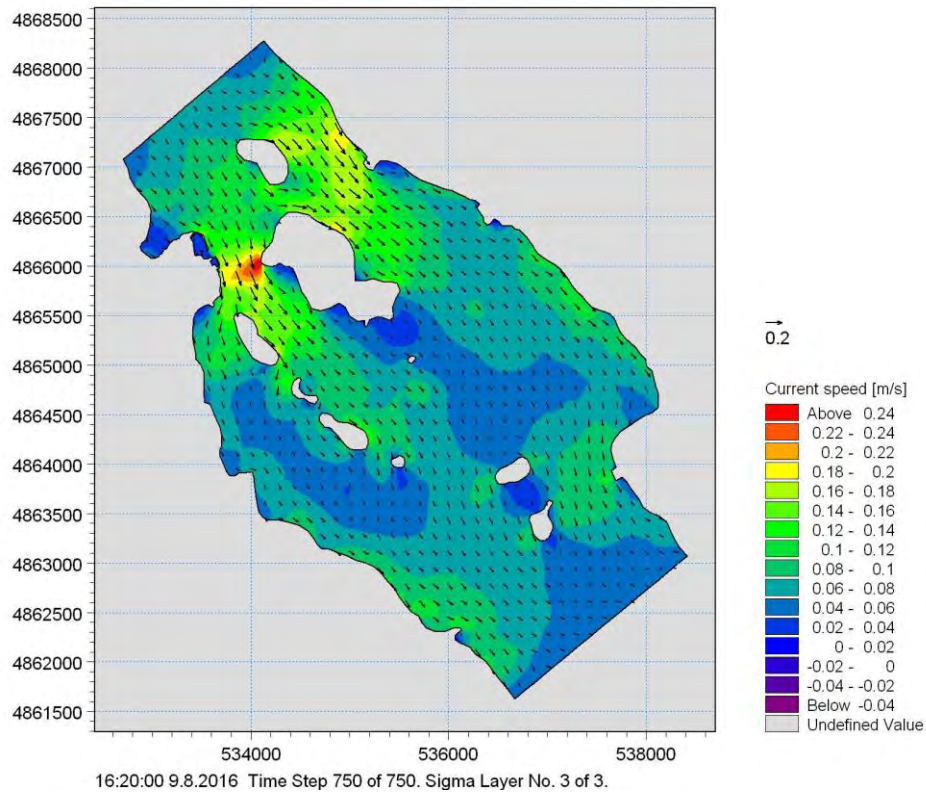 4868500
4868000
4867500
4867000
4866500
4866000
4865500
4865000
4864500
4864000
4863500
4863000
4862500
4862000
4861500
534000 536000 538000
16:20:00 9.8.2016 Time Step 750 of 750. Sigma Layer No. 3 of 3.
0.2
Current speed [m/s]
Above 0.24
0.22 - 0.24
0.2 - 0.22
0.18 - 0.2
0.16 - 0.18
0.14 - 0.16
0.12 - 0.14
0.1 - 0.12
0.08 - 0.1
0.06 - 0.08
0.04 - 0.06
0.02 - 0.04
0 - 0.02
-0.02 - 0
-0.04 - -0.02
Below -0.04
Undefined Value